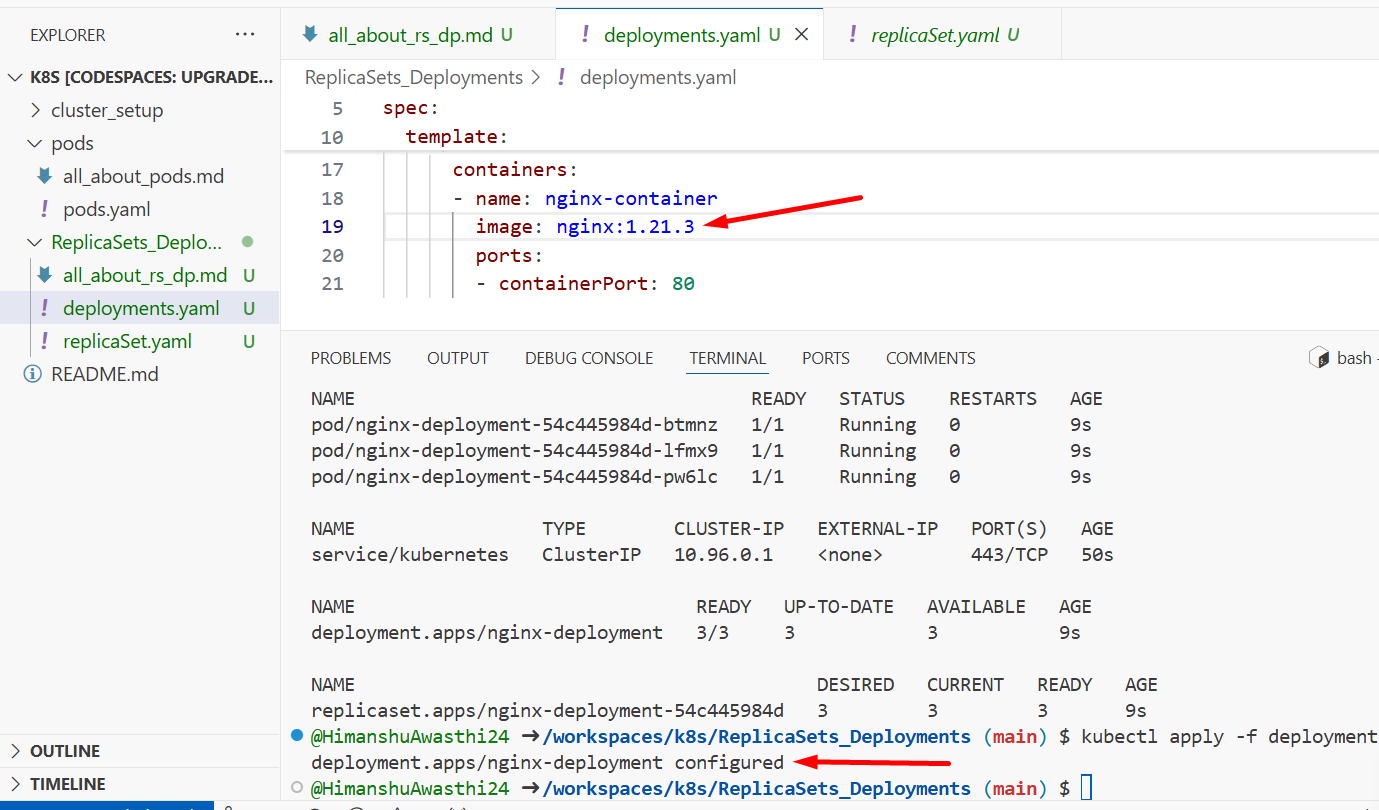 EXPLORER
···
K8S [CODESPACES: UPGRADE...
cluster_setup
pods
all_about_pods.md
! pods.yaml
ReplicaSets_Deplo...
all_about_rs_dp.md U
! deployments.yaml U
! replicaSet.yaml U
README.md
OUTLINE
TIMELINE
all_about_rs_dp.md U
! deployments.yaml U
! replicaSet.yaml U
ReplicaSets_Deployments > ! deployments.yaml
5 spec:
10 template:
17 containers:
18 - name: nginx-container
19 image: nginx:1.21.3
20 ports:
21 - containerPort: 80
PROBLEMS OUTPUT DEBUG CONSOLE TERMINAL PORTS COMMENTS
bash
NAME READY STATUS RESTARTS AGE
pod/nginx-deployment-54c445984d-btmnz 1/1 Running 0 9s
pod/nginx-deployment-54c445984d-lfmx9 1/1 Running 0 9s
pod/nginx-deployment-54c445984d-pw6lc 1/1 Running 0 9s
NAME TYPE CLUSTER-IP EXTERNAL-IP PORT(S) AGE
service/kubernetes ClusterIP 10.96.0.1 <none> 443/TCP 50s
NAME READY UP-TO-DATE AVAILABLE AGE
deployment.apps/nginx-deployment 3/3 3 3 9s
NAME DESIRED CURRENT READY AGE
replicaset.apps/nginx-deployment-54c445984d 3 3 3 9s
@HimanshuAwasthi24 ➜/workspaces/k8s/ReplicaSets_Deployments (main) $ kubectl apply -f deployment
deployment.apps/nginx-deployment configured
@HimanshuAwasthi24 ➜/workspaces/k8s/ReplicaSets_Deployments (main) $